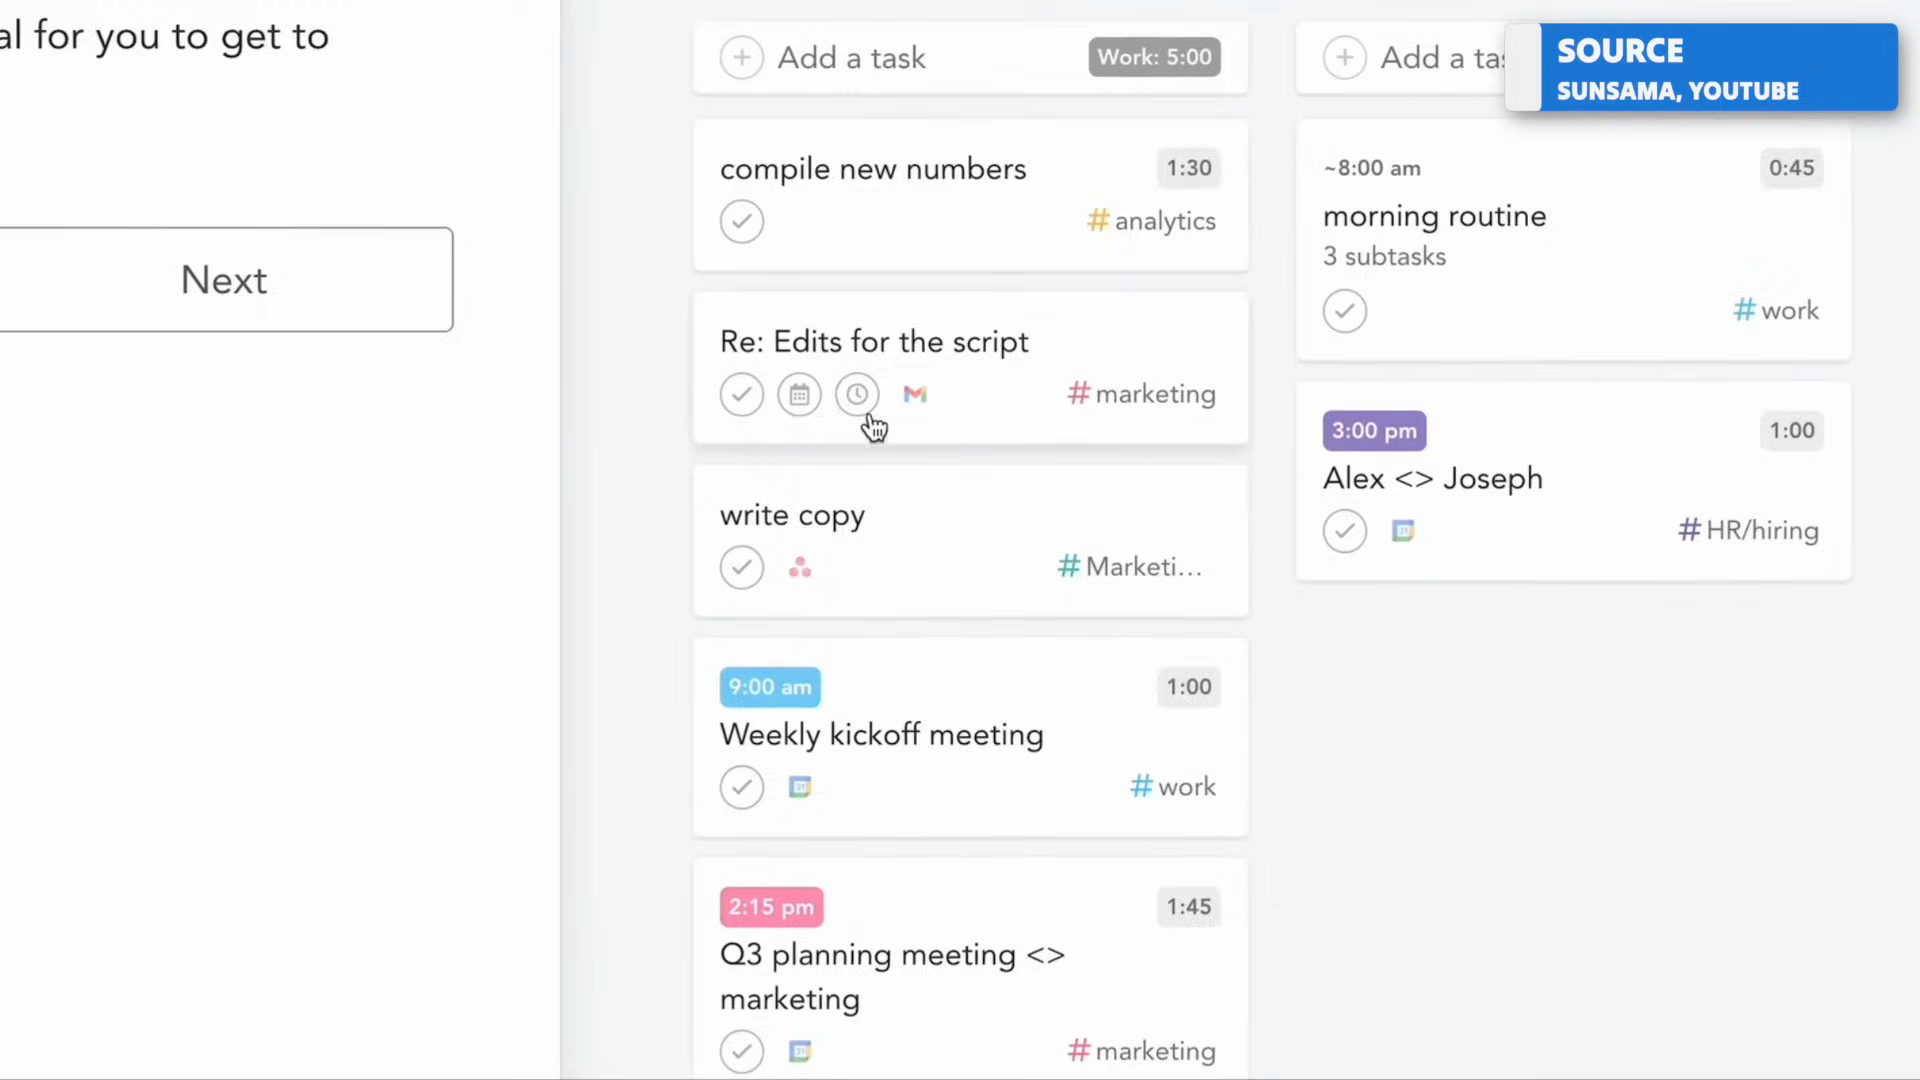 al for you to get to
Next
Add a task
Work: 5:00
compile new numbers
1:30
#analytics
Re: Edits for the script
#marketing
write copy
#Marketi...
9:00 am
1:00
Weekly kickoff meeting
#work
2:15 pm
1:45
Q3 planning meeting <>
marketing
#marketing
Add a tas
~8:00 am
0:45
morning routine
3 subtasks
#work
3:00 pm
1:00
Alex <> Joseph
#HR/hiring
SOURCE
SUNSAMA, YOUTUBE